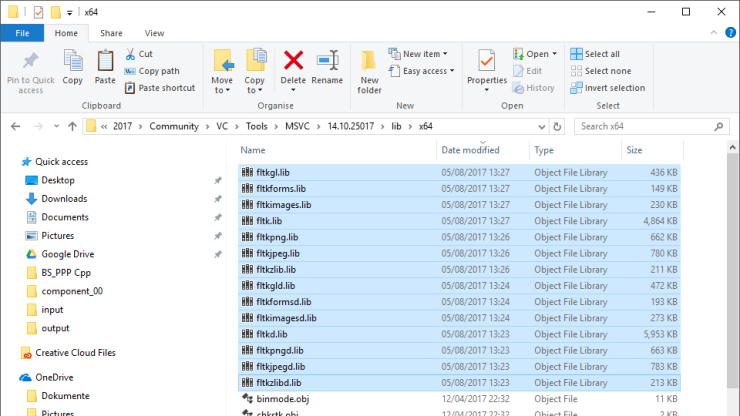 x64
File Home Share View
Pin to Quick access
Copy
Paste
Cut
Copy path
Paste shortcut
Clipboard
Move to
Copy to
Delete
Rename
Organise
New folder
New item
Easy access
New
Properties
Open
Edit
History
Open
Select all
Select none
Invert selection
Select
« 2017 > Community > VC > Tools > MSVC > 14.10.25017 > lib > x64
Search x64
Quick access
Desktop
Downloads
Documents
Pictures
Google Drive
BS_PPP Cpp
component_00
input
output
Creative Cloud Files
OneDrive
Dokumente
Pictures
Name Date modified Type Size
fltkgl.lib 05/08/2017 13:27 Object File Library 436 KB
fltkforms.lib 05/08/2017 13:27 Object File Library 149 KB
fltkimages.lib 05/08/2017 13:27 Object File Library 230 KB
fltk.lib 05/08/2017 13:27 Object File Library 4,864 KB
fltkpng.lib 05/08/2017 13:26 Object File Library 662 KB
fltkjpeg.lib 05/08/2017 13:26 Object File Library 780 KB
fltkzlib.lib 05/08/2017 13:26 Object File Library 211 KB
fltkgld.lib 05/08/2017 13:24 Object File Library 472 KB
fltkformsd.lib 05/08/2017 13:24 Object File Library 193 KB
fltkimagesd.lib 05/08/2017 13:24 Object File Library 273 KB
fltkd.lib 05/08/2017 13:23 Object File Library 5,953 KB
fltkpngd.lib 05/08/2017 13:23 Object File Library 663 KB
fltkjpegd.lib 05/08/2017 13:23 Object File Library 783 KB
fltkzlibd.lib 05/08/2017 13:23 Object File Library 213 KB
binmode.obj 12/04/2017 22:32 Object File 11 KB
chkstk.obj 12/04/2017 22:32 Object File 2 KB